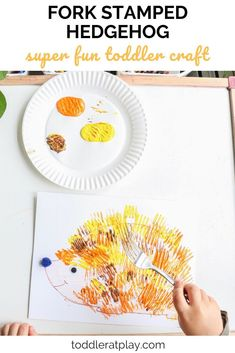 FORK STAMPED
HEDGEHOG
super fun toddler craft
toddleratplay.com